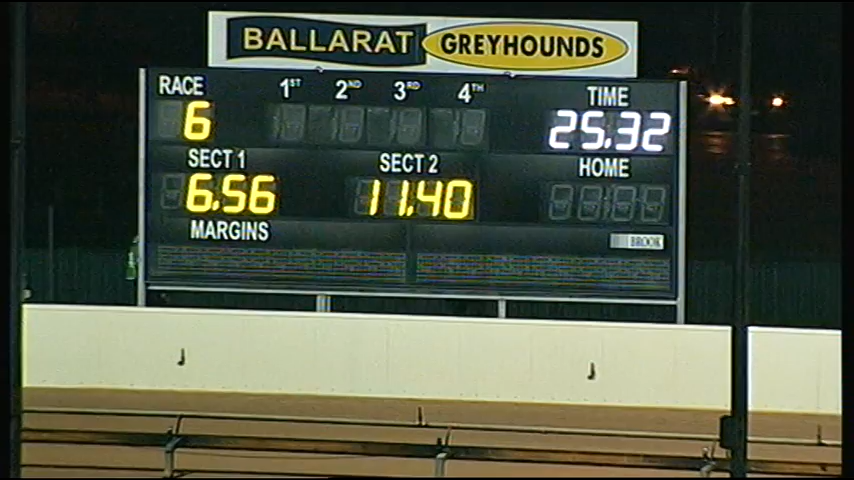 BALLARAT GREYHOUNDS
RACE 1ST 2ND 3RD 4TH TIME
6 25.32
SECT 1 SECT 2 HOME
6.56 11.40
MARGINS
BROOK